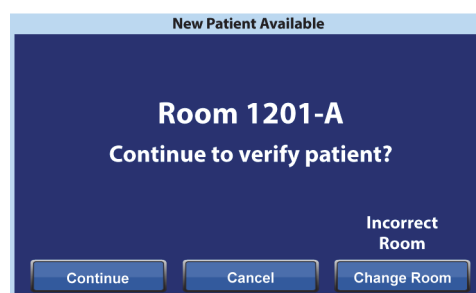 New Patient Available
Room 1201-A
Continue to verify patient?
Incorrect
Room
Continue
Cancel
Change Room